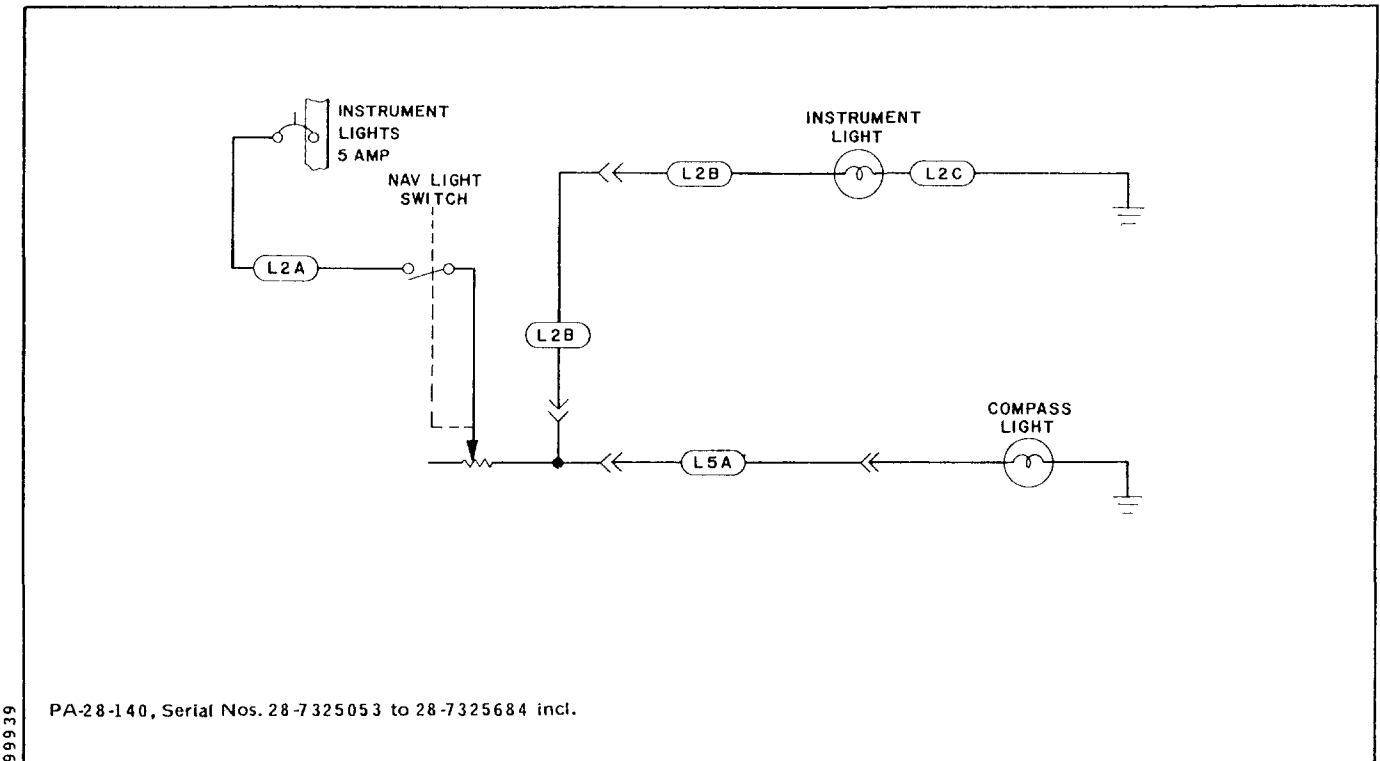 INSTRUMENT
LIGHTS
5 AMP
NAV LIGHT
SWITCH
INSTRUMENT
LIGHT
L2B
L2C
L2A
L2B
COMPASS
LIGHT
L5A
PA-28-140, Serial Nos. 28-7325053 to 28-7325684 incl.
99939